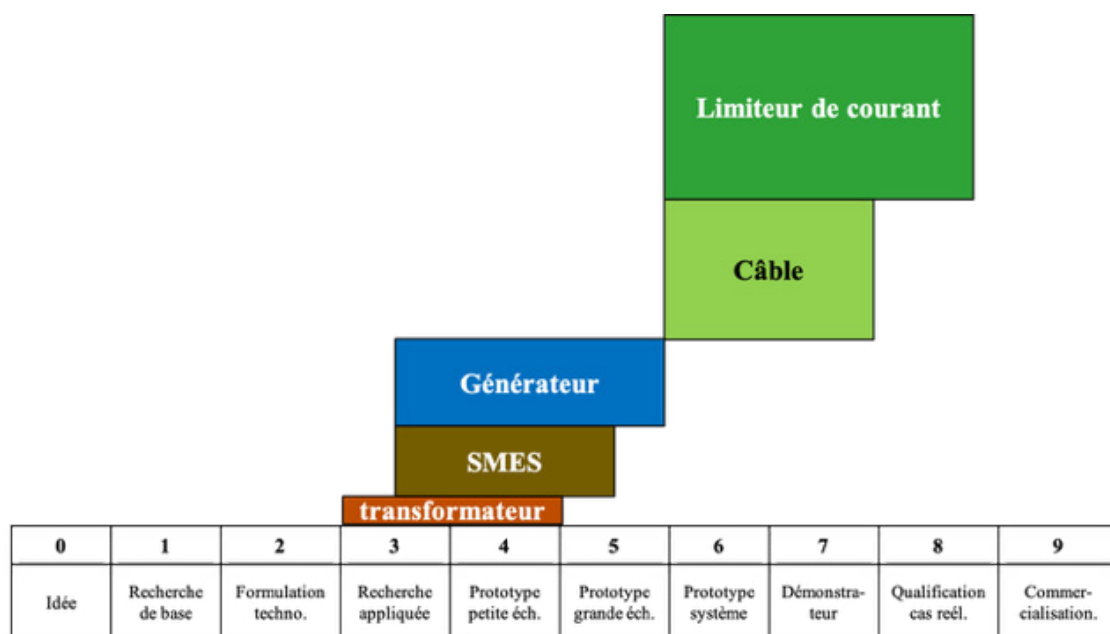 Limiteur de courant
Câble
Générateur
SMES
transformateur
0 1 2 3 4 5 6 7 8 9
Idée
Recherche
de base
Formulation
techno.
Recherche
appliquée
Prototype
petite éch.
Prototype
grande éch.
Prototype
système
Démonstra-
teur
Qualification
cas reél.
Commer-
cialisation.